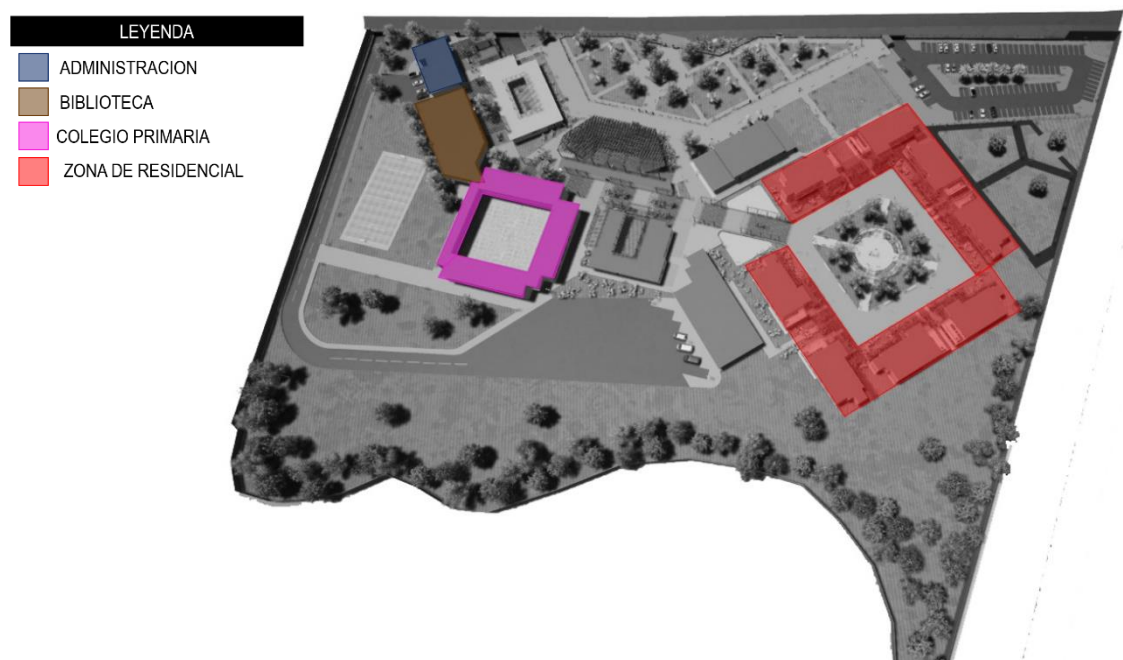 LEYENDA
ADMINISTRACION
BIBLIOTECA
COLEGIO PRIMARIA
ZONA DE RESIDENCIAL